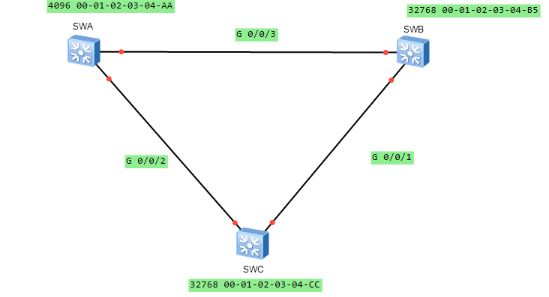 4096 00-01-02-03-04-AA
32768 00-01-02-03-04-B5
SWA
SWB
G 0/0/3
G 0/0/2
G 0/0/1
SWC
32768 00-01-02-03-04-CC